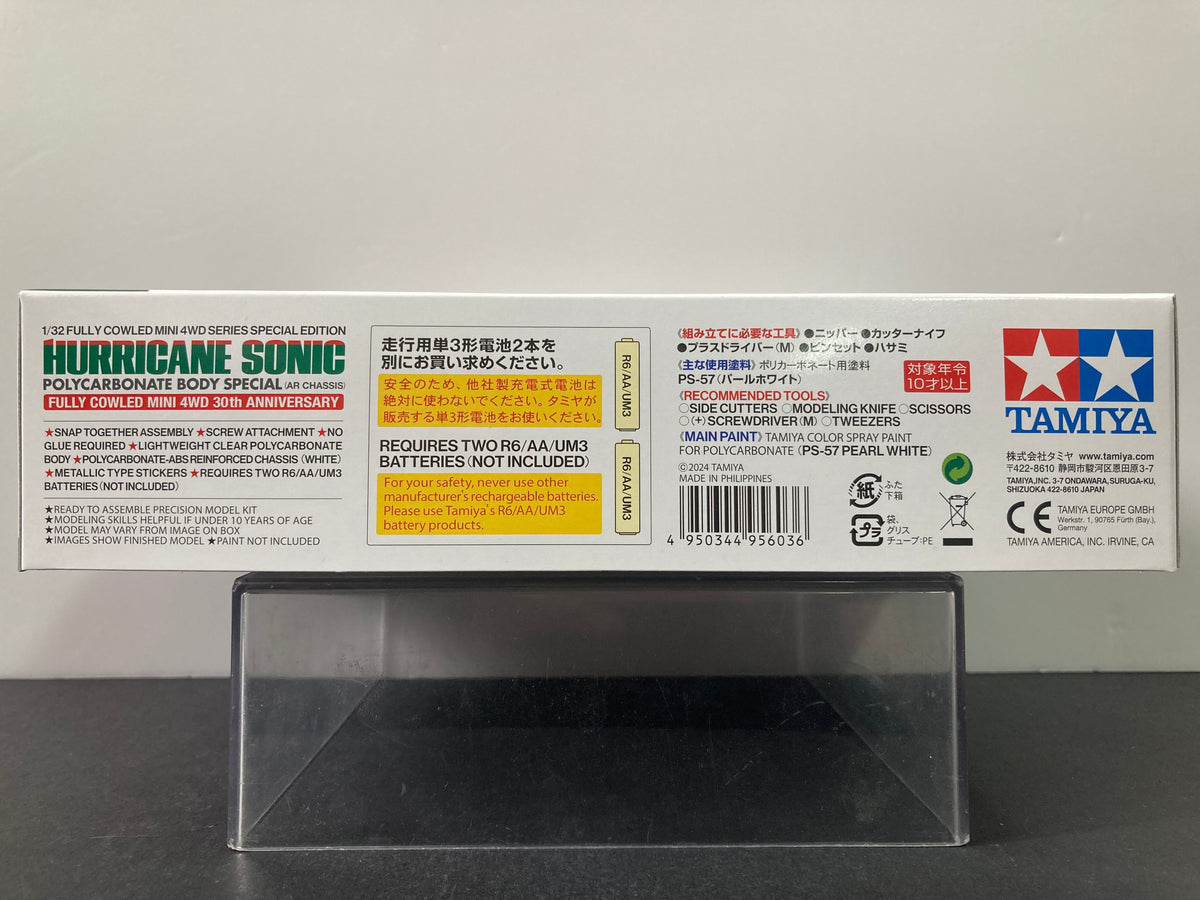 1/32 FULLY COWLED MINI 4WD SERIES SPECIAL EDITION
HURRICANE SONIC
POLYCARBONATE BODY SPECIAL (AR CHASSIS)
FULLY COWLED MINI 4WD 30th ANNIVERSARY
★SNAP TOGETHER ASSEMBLY ★SCREW ATTACHMENT ★NO
GLUE REQUIRED ★LIGHTWEIGHT CLEAR POLYCARBONATE
BODY ★POLYCARBONATE-ABS REINFORCED CHASSIS (WHITE)
★METALLIC TYPE STICKERS ★REQUIRES TWO R6/AA/UM3
BATTERIES (NOT INCLUDED)
★READY TO ASSEMBLE PRECISION MODEL KIT
★MODELING SKILLS HELPFUL IF UNDER 10 YEARS OF AGE
★MODEL MAY VARY FROM IMAGE ON BOX
★IMAGES SHOW FINISHED MODEL ★PAINT NOT INCLUDED
走行用単3形電池2本を
別にお買い求めください。
安全のため、他社製充電式電池は
絶対に使わないでください。タミヤが
販売する単3形電池をお使いください。
R6/AA/UM3
REQUIRES TWO R6/AA/UM3
BATTERIES (NOT INCLUDED)
For your safety, never use other
manufacturer's rechargeable batteries.
Please use Tamiya's R6/AA/UM3
battery products.
R6/AA/UM3
《組み立てに必要な工具》●ニッパー ●カッターナイフ
●プラスドライバー(M) ●ピンセット ●ハサミ
《主な使用塗料》ポリカーボネート用塗料
PS-57(パールホワイト)
対象年令
10才以上
《RECOMMENDED TOOLS》
○SIDE CUTTERS ○MODELING KNIFE ○SCISSORS
○(+) SCREWDRIVER (M) ○TWEEZERS
《MAIN PAINT》TAMIYA COLOR SPRAY PAINT
FOR POLYCARBONATE (PS-57 PEARL WHITE)
©2024 TAMIYA
MADE IN PHILIPPINES
4 950344 956036
紙
ふた
下箱
プラ
袋、
グリス
チューブ:PE
TAMIYA
株式会社タミヤ www.tamiya.com
〒422-8610 静岡市駿河区恩田原3-7
TAMIYA,INC. 3-7 ONDAWARA, SURUGA-KU,
SHIZUOKA 422-8610 JAPAN
CE
TAMIYA EUROPE GMBH
Werkstr. 1, 90765 Fürth (Bay.),
Germany
TAMIYA AMERICA, INC. IRVINE, CA